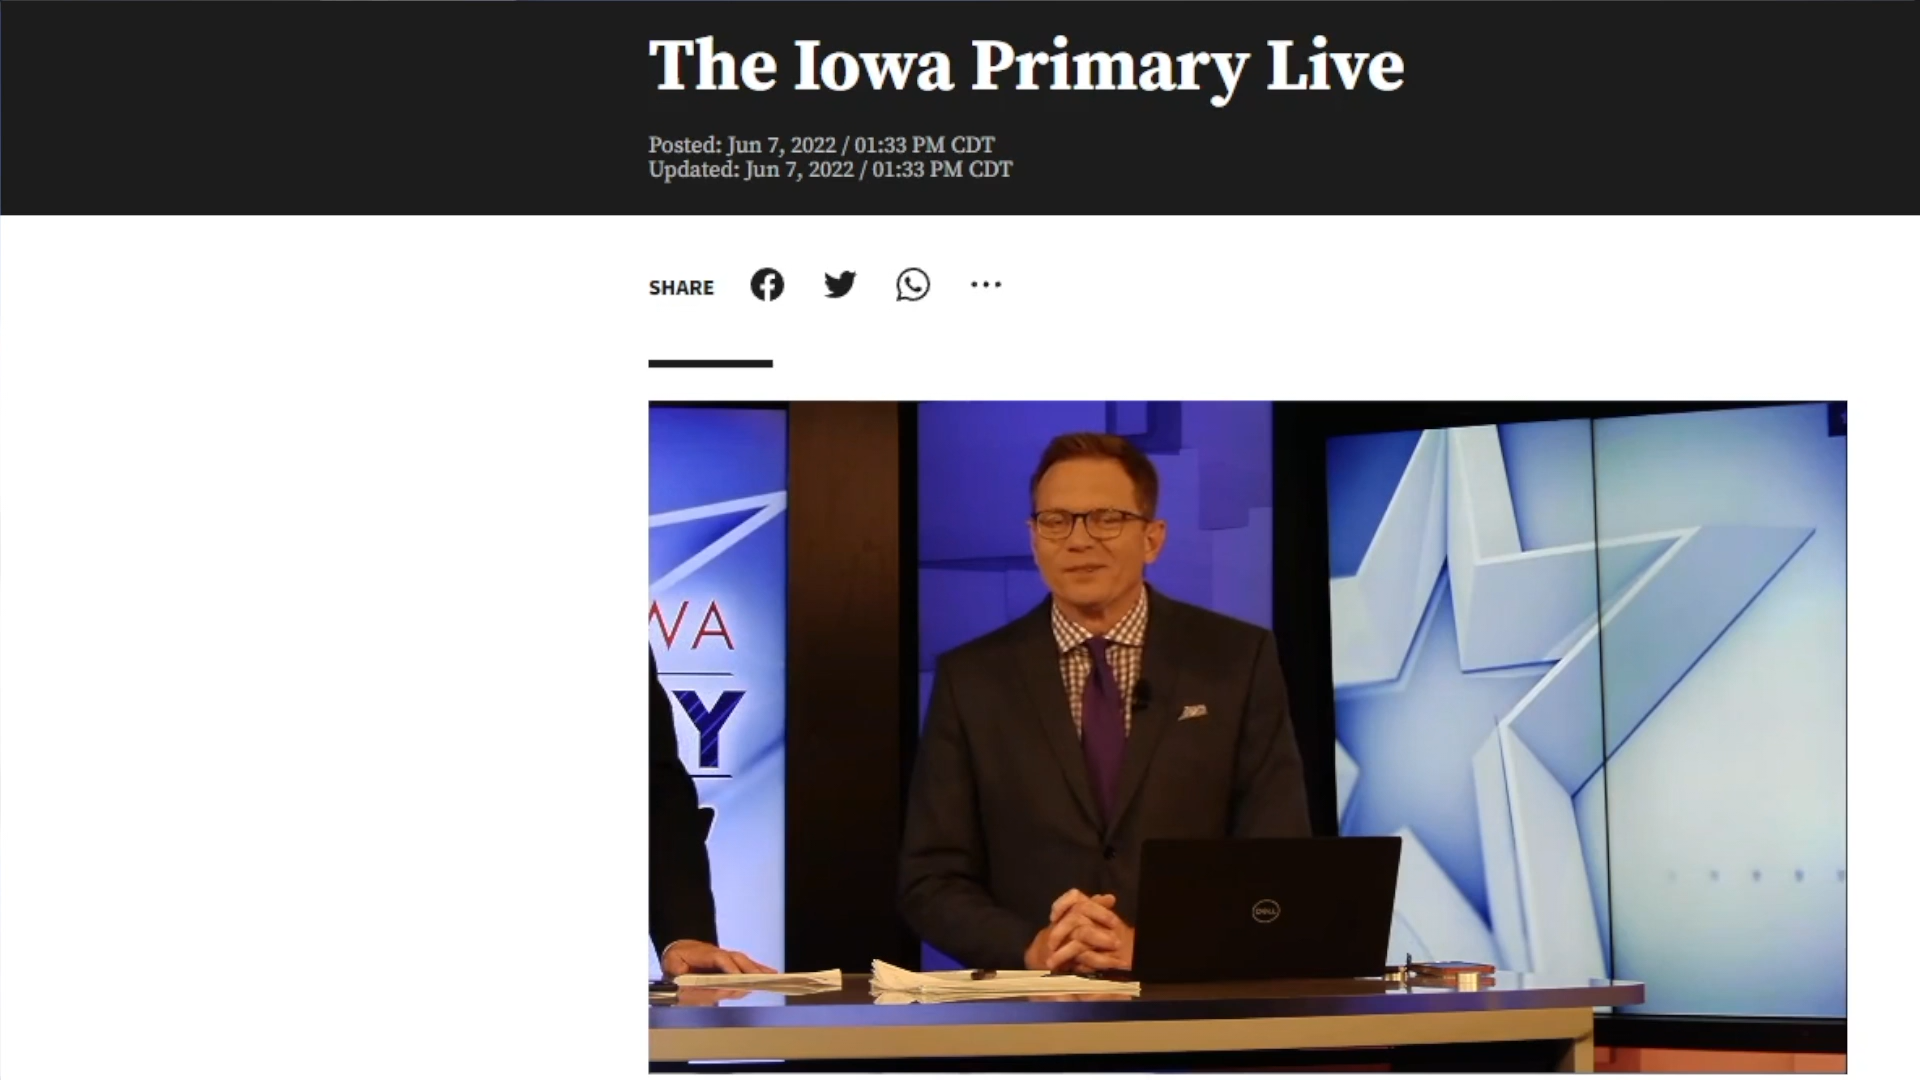 The Iowa Primary Live
Posted: Jun 7, 2022 / 01:33 PM CDT
Updated: Jun 7, 2022 / 01:33 PM CDT
SHARE
WA
Y
DELL